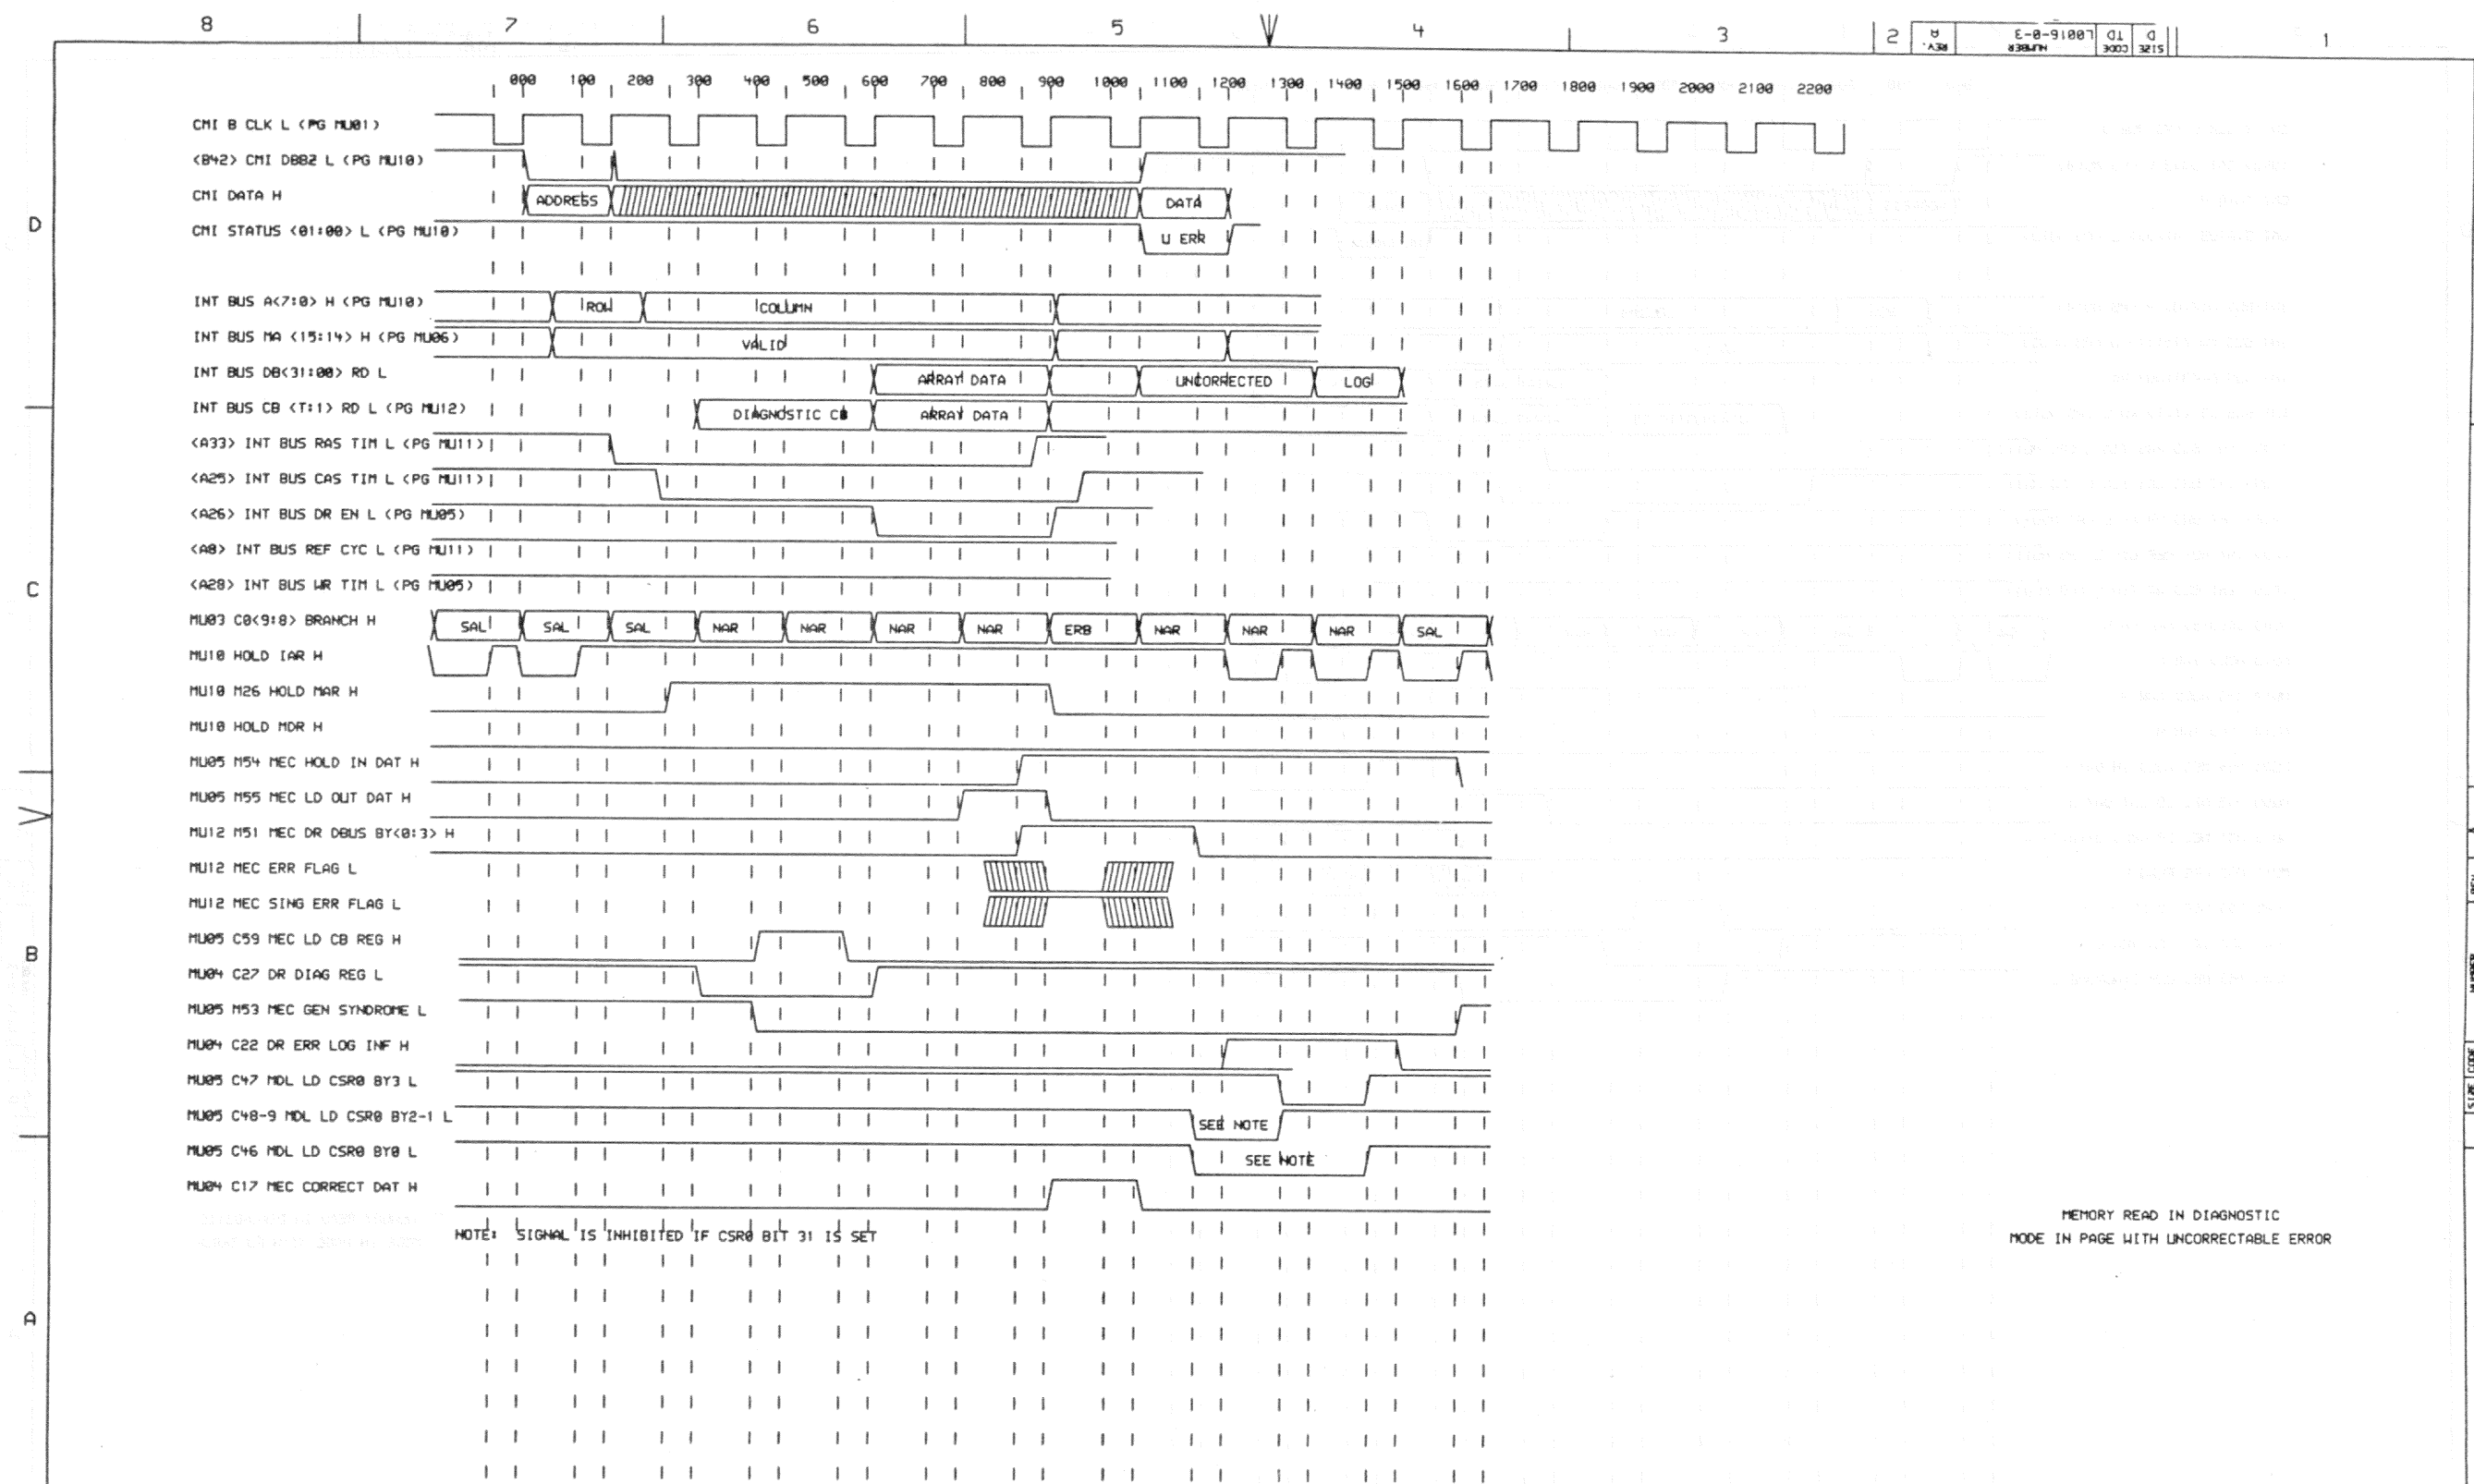 8 7 6 5 4 3 2 1
REV. A NUMBER L0016-0-3 CODE TD SIZE D
000 100 200 300 400 500 600 700 800 900 1000 1100 1200 1300 1400 1500 1600 1700 1800 1900 2000 2100 2200
CMI B CLK L (PG MU01)
<B42> CMI DBBZ L (PG MU10)
CMI DATA H ADDRESS DATA
D
CMI STATUS <01:00> L (PG MU10) U ERR
INT BUS A<7:0> H (PG MU10) ROW COLUMN
INT BUS MA <15:14> H (PG MU06) VALID
INT BUS DB<31:00> RD L ARRAY DATA UNCORRECTED LOG
INT BUS CB <T:1> RD L (PG MU12) DIAGNOSTIC CB ARRAY DATA
<A33> INT BUS RAS TIM L (PG MU11)
<A25> INT BUS CAS TIM L (PG MU11)
<A26> INT BUS DR EN L (PG MU05)
<A8> INT BUS REF CYC L (PG MU11)
<A28> INT BUS WR TIM L (PG MU05)
C
MU03 C0<9:8> BRANCH H SAL SAL SAL NAR NAR NAR NAR ERB NAR NAR NAR SAL
MU10 HOLD IAR H
MU10 M26 HOLD MAR H
MU10 HOLD MDR H
MU05 M54 MEC HOLD IN DAT H
MU05 M55 MEC LD OUT DAT H
MU12 M51 MEC DR DBUS BY<0:3> H
MU12 MEC ERR FLAG L
MU12 MEC SING ERR FLAG L
MU05 C59 MEC LD CB REG H
B
MU04 C27 DR DIAG REG L
MU05 M53 MEC GEN SYNDROME L
MU04 C22 DR ERR LOG INF H
MU05 C47 MDL LD CSR0 BY3 L
MU05 C48-9 MDL LD CSR0 BY2-1 L SEE NOTE
MU05 C46 MDL LD CSR0 BY0 L SEE NOTE
MU04 C17 MEC CORRECT DAT H
NOTE: SIGNAL IS INHIBITED IF CSR0 BIT 31 IS SET
MEMORY READ IN DIAGNOSTIC
MODE IN PAGE WITH UNCORRECTABLE ERROR
A
SIZE CODE